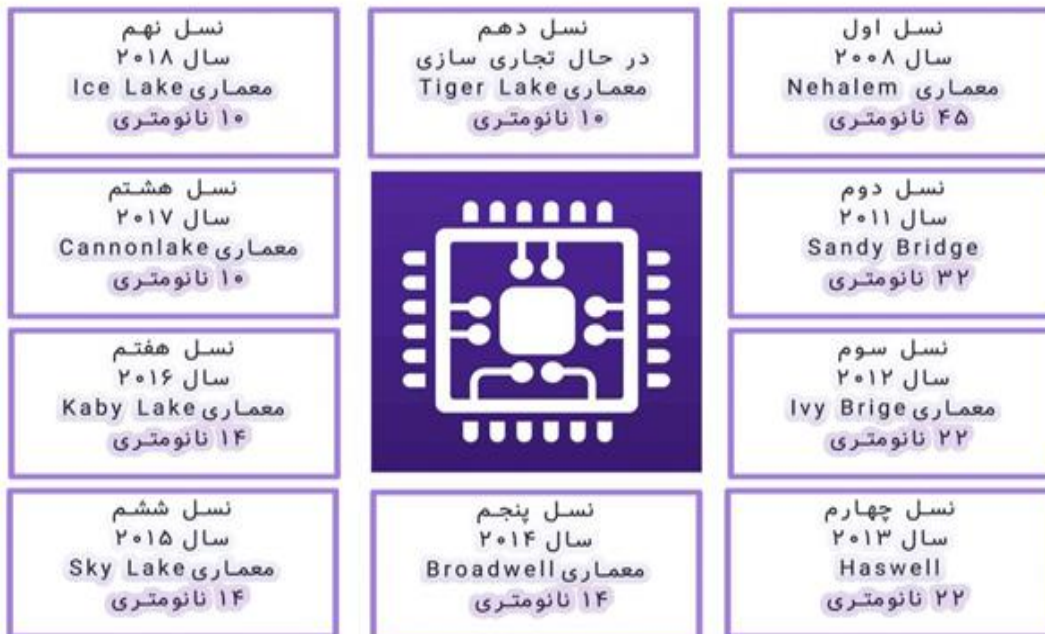 نسل اول
سال ۲۰۰۸
معماری Nehalem
۴۵ نانومتری
نسل دوم
سال ۲۰۱۱
Sandy Bridge
۳۲ نانومتری
نسل سوم
سال ۲۰۱۲
معماری Ivy Brige
۲۲ نانومتری
نسل چهارم
سال ۲۰۱۳
Haswell
۲۲ نانومتری
نسل پنجم
سال ۲۰۱۴
معماری Broadwell
۱۴ نانومتری
نسل ششم
سال ۲۰۱۵
معماری Sky Lake
۱۴ نانومتری
نسل هفتم
سال ۲۰۱۶
معماری Kaby Lake
۱۴ نانومتری
نسل هشتم
سال ۲۰۱۷
معماری Cannonlake
۱۰ نانومتری
نسل نهم
سال ۲۰۱۸
معماری Ice Lake
۱۰ نانومتری
نسل دهم
در حال تجاری سازی
معماری Tiger Lake
۱۰ نانومتری